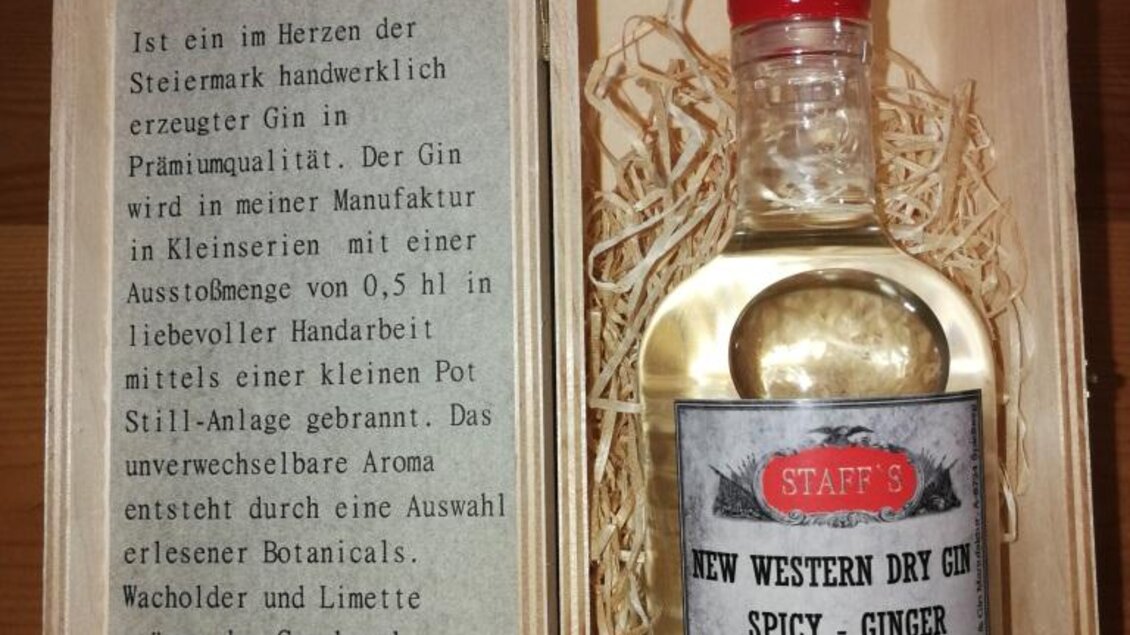 Ist ein im Herzen der
Steiermark handwerklich
erzeugter Gin in
Prämiumqualität. Der Gin
wird in meiner Manufaktur
in Kleinserien mit einer
Ausstoßmenge von 0,5 hl in
liebevoller Handarbeit
mittels einer kleinen Pot
Still-Anlage gebrannt. Das
unverwechselbare Aroma
entsteht durch eine Auswahl
erlesener Botanicals.
Wacholder und Limette
STAFF`S
NEW WESTERN DRY GIN
SPICY - GINGER